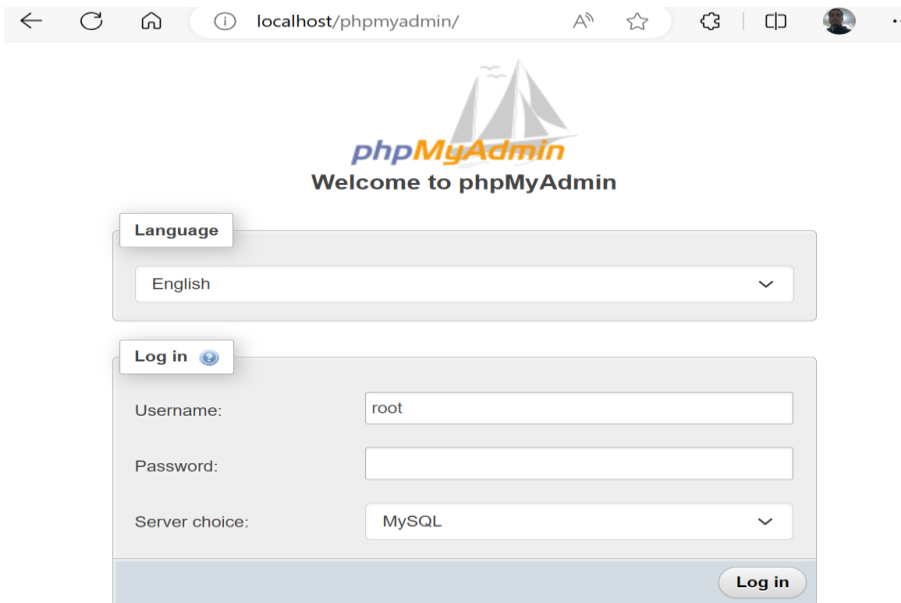 localhost/phpmyadmin/
phpMyAdmin
Welcome to phpMyAdmin
Language
English
Log in
Username:
root
Password:
Server choice:
MySQL
Log in